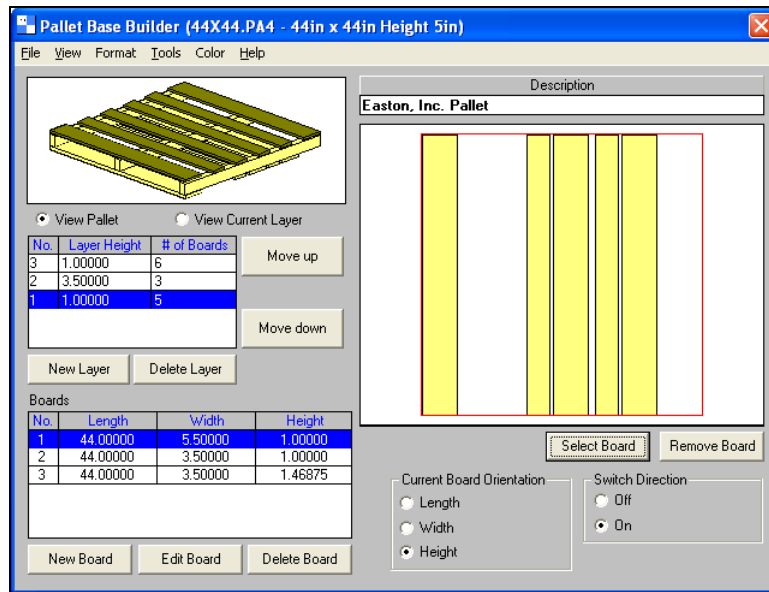 Pallet Base Builder (44X44.PA4 - 44in x 44in Height 5in)
File View Format Tools Color Help
Description
Easton, Inc. Pallet
View Pallet View Current Layer
No. Layer Height # of Boards
3 1.00000 6
2 3.50000 3
1 1.00000 5
Move up
Move down
New Layer Delete Layer
Boards
No. Length Width Height
1 44.00000 5.50000 1.00000
2 44.00000 3.50000 1.00000
3 44.00000 3.50000 1.46875
New Board Edit Board Delete Board
Select Board Remove Board
Current Board Orientation
Length
Width
Height
Switch Direction
Off
On